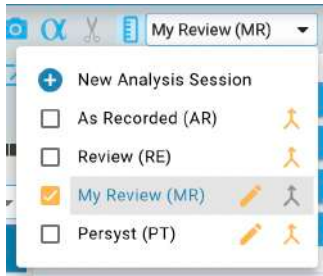 α My Review (MR)
New Analysis Session
As Recorded (AR)
Review (RE)
My Review (MR)
Persyst (PT)